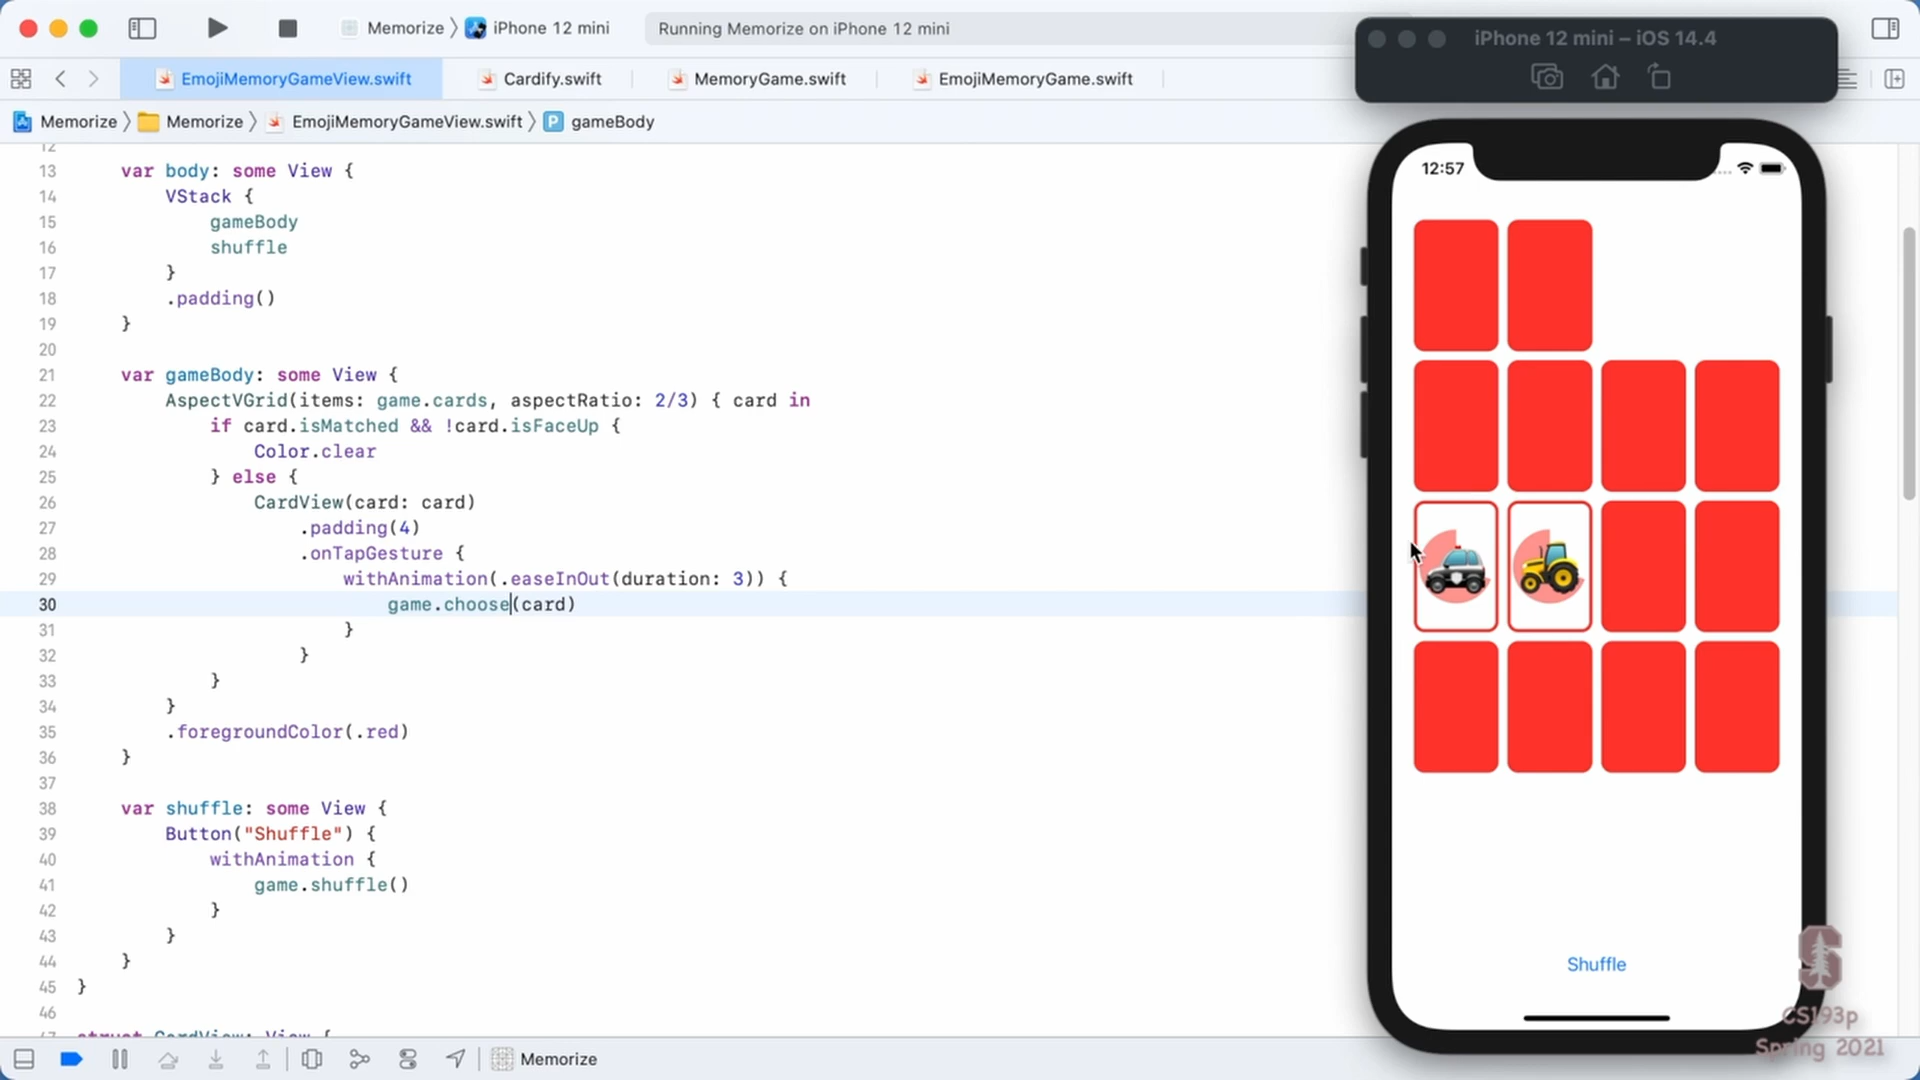 Memorize 〉 iPhone 12 mini
Running Memorize on iPhone 12 mini
iPhone 12 mini – iOS 14.4
EmojiMemoryGameView.swift
Cardify.swift
MemoryGame.swift
EmojiMemoryGame.swift
Memorize 〉 Memorize 〉 EmojiMemoryGameView.swift 〉 P gameBody
12
13 var body: some View {
14 VStack {
15 gameBody
16 shuffle
17 }
18 .padding()
19 }
20
21 var gameBody: some View {
22 AspectVGrid(items: game.cards, aspectRatio: 2/3) { card in
23 if card.isMatched && !card.isFaceUp {
24 Color.clear
25 } else {
26 CardView(card: card)
27 .padding(4)
28 .onTapGesture {
29 withAnimation(.easeInOut(duration: 3)) {
30 game.choose(card)
31 }
32 }
33 }
34 }
35 .foregroundColor(.red)
36 }
37
38 var shuffle: some View {
39 Button("Shuffle") {
40 withAnimation {
41 game.shuffle()
42 }
43 }
44 }
45 }
46
47 struct CardView: View {
Memorize
12:57
Shuffle
S
CS193p
Spring 2021